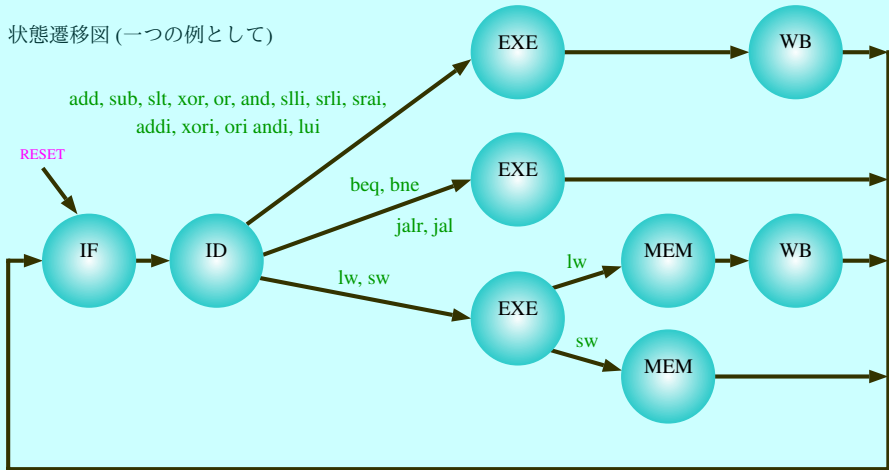 状態遷移図 (一つの例として)
EXE
WB
add, sub, slt, xor, or, and, slli, srli, srai,
addi, xori, ori andi, lui
RESET
EXE
beq, bne
jalr, jal
IF
ID
lw, sw
EXE
lw
MEM
WB
sw
MEM